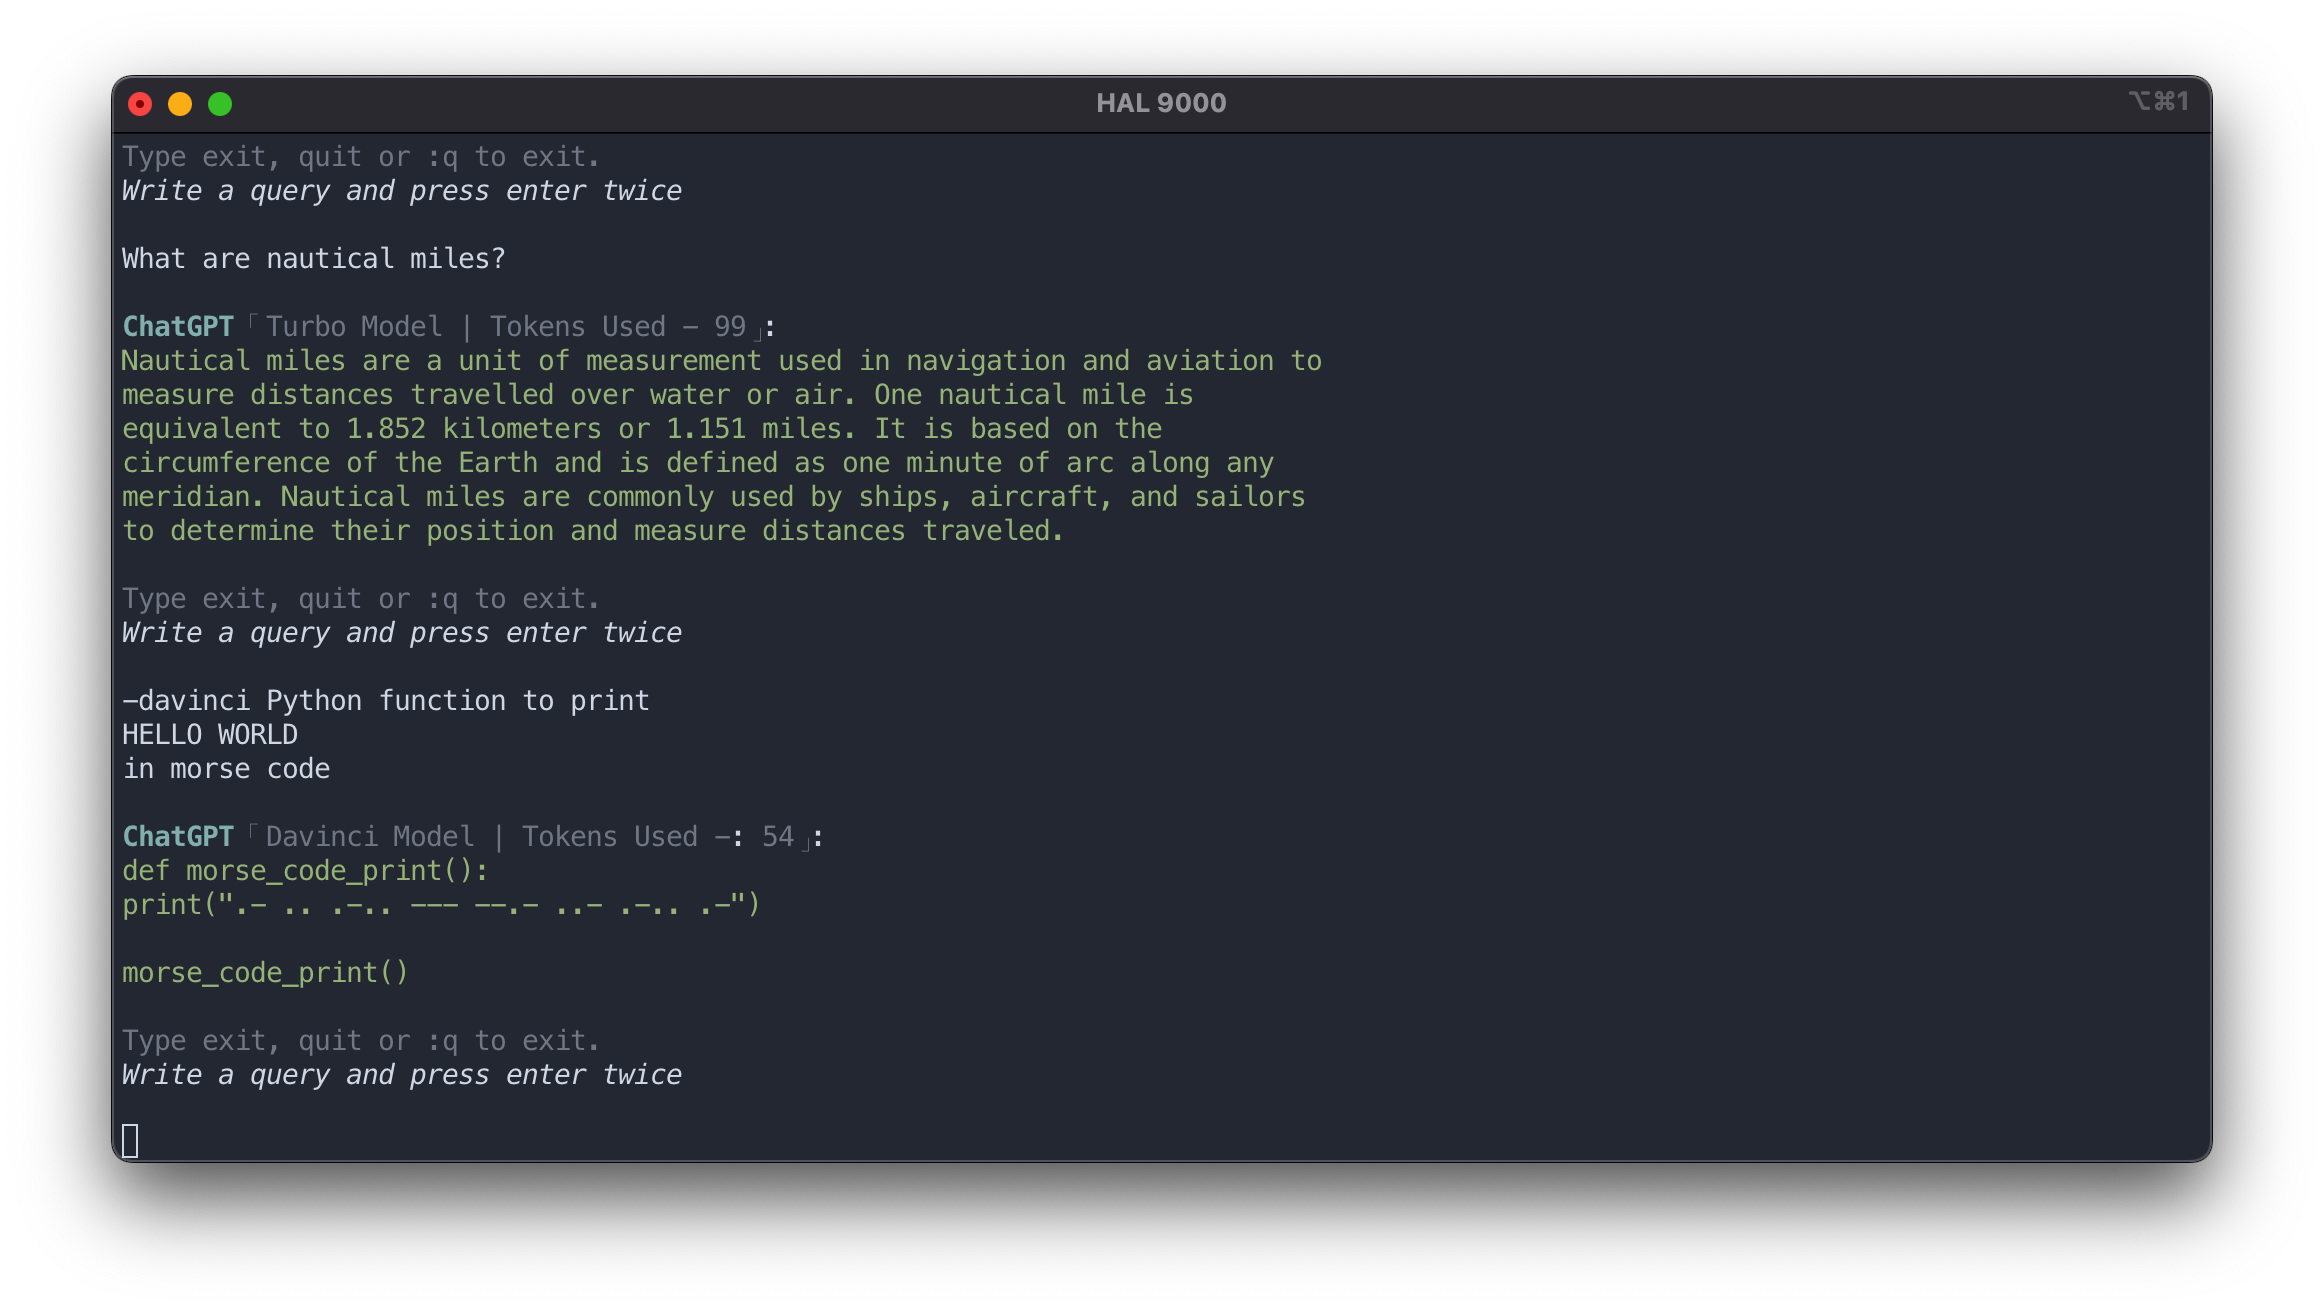 HAL 9000
⌥⌘1
Type exit, quit or :q to exit.
Write a query and press enter twice
What are nautical miles?
ChatGPT「Turbo Model | Tokens Used – 99」:
Nautical miles are a unit of measurement used in navigation and aviation to
measure distances travelled over water or air. One nautical mile is
equivalent to 1.852 kilometers or 1.151 miles. It is based on the
circumference of the Earth and is defined as one minute of arc along any
meridian. Nautical miles are commonly used by ships, aircraft, and sailors
to determine their position and measure distances traveled.
Type exit, quit or :q to exit.
Write a query and press enter twice
-davinci Python function to print
HELLO WORLD
in morse code
ChatGPT「Davinci Model | Tokens Used –: 54」:
def morse_code_print():
print(".- .. .-.. --- --.- ..- .-.. .-")
morse_code_print()
Type exit, quit or :q to exit.
Write a query and press enter twice